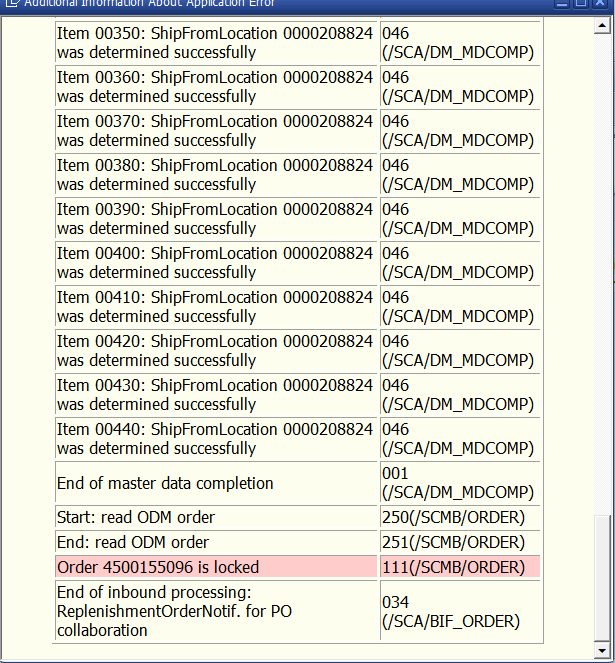 Additional Information About Application Error
Item 00350: ShipFromLocation 0000208824
was determined successfully
046
(/SCA/DM_MDCOMP)
Item 00360: ShipFromLocation 0000208824
was determined successfully
046
(/SCA/DM_MDCOMP)
Item 00370: ShipFromLocation 0000208824
was determined successfully
046
(/SCA/DM_MDCOMP)
Item 00380: ShipFromLocation 0000208824
was determined successfully
046
(/SCA/DM_MDCOMP)
Item 00390: ShipFromLocation 0000208824
was determined successfully
046
(/SCA/DM_MDCOMP)
Item 00400: ShipFromLocation 0000208824
was determined successfully
046
(/SCA/DM_MDCOMP)
Item 00410: ShipFromLocation 0000208824
was determined successfully
046
(/SCA/DM_MDCOMP)
Item 00420: ShipFromLocation 0000208824
was determined successfully
046
(/SCA/DM_MDCOMP)
Item 00430: ShipFromLocation 0000208824
was determined successfully
046
(/SCA/DM_MDCOMP)
Item 00440: ShipFromLocation 0000208824
was determined successfully
046
(/SCA/DM_MDCOMP)
End of master data completion
001
(/SCA/DM_MDCOMP)
Start: read ODM order
250(/SCMB/ORDER)
End: read ODM order
251(/SCMB/ORDER)
Order 4500155096 is locked
111(/SCMB/ORDER)
End of inbound processing:
ReplenishmentOrderNotif. for PO
collaboration
034
(/SCA/BIF_ORDER)